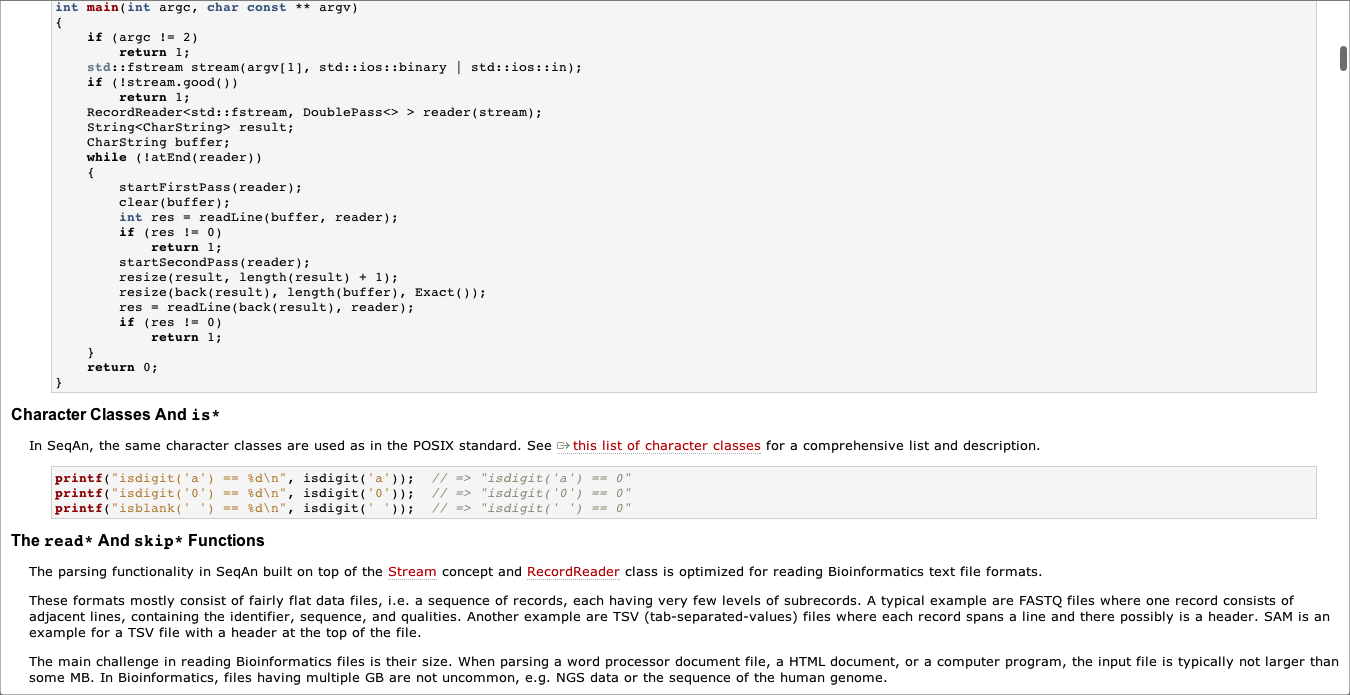 int main(int argc, char const ** argv)
{
    if (argc != 2)
        return 1;
    std::fstream stream(argv[1], std::ios::binary | std::ios::in);
    if (!stream.good())
        return 1;
    RecordReader<std::fstream, DoublePass<> > reader(stream);
    String<CharString> result;
    CharString buffer;
    while (!atEnd(reader))
    {
        startFirstPass(reader);
        clear(buffer);
        int res = readLine(buffer, reader);
        if (res != 0)
            return 1;
        startSecondPass(reader);
        resize(result, length(result) + 1);
        resize(back(result), length(buffer), Exact());
        res = readLine(back(result), reader);
        if (res != 0)
            return 1;
    }
    return 0;
}
Character Classes And is*
In SeqAn, the same character classes are used as in the POSIX standard. See this list of character classes for a comprehensive list and description.
printf("isdigit('a') == %d\n", isdigit('a'));  // => "isdigit('a') == 0"
printf("isdigit('0') == %d\n", isdigit('0'));  // => "isdigit('0') == 0"
printf("isblank(' ') == %d\n", isdigit(' '));  // => "isdigit(' ') == 0"
The read* And skip* Functions
The parsing functionality in SeqAn built on top of the Stream concept and RecordReader class is optimized for reading Bioinformatics text file formats.
These formats mostly consist of fairly flat data files, i.e. a sequence of records, each having very few levels of subrecords. A typical example are FASTQ files where one record consists of
adjacent lines, containing the identifier, sequence, and qualities. Another example are TSV (tab-separated-values) files where each record spans a line and there possibly is a header. SAM is an
example for a TSV file with a header at the top of the file.
The main challenge in reading Bioinformatics files is their size. When parsing a word processor document file, a HTML document, or a computer program, the input file is typically not larger than
some MB. In Bioinformatics, files having multiple GB are not uncommon, e.g. NGS data or the sequence of the human genome.